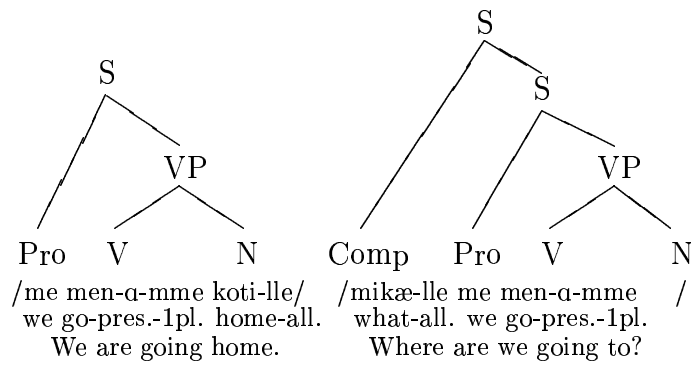 S
S
S
S
VP
VP
Pro V N
Comp Pro V N
/me men-ɑ-mme koti-lle/
we go-pres.-1pl. home-all.
We are going home.
/mikæ-lle me men-ɑ-mme /
what-all. we go-pres.-1pl.
Where are we going to?